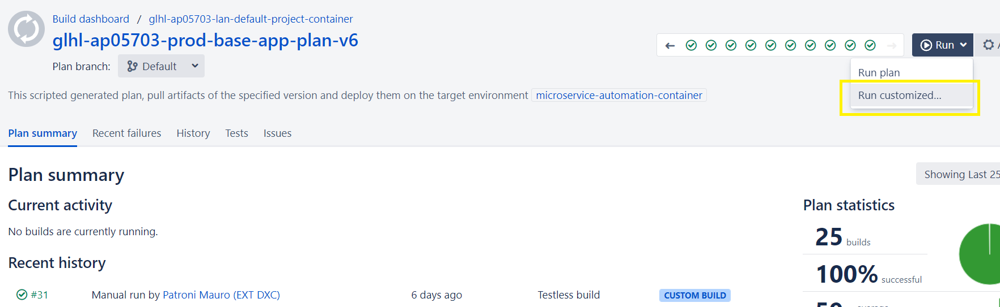 Build dashboard / glhl-ap05703-lan-default-project-container
glhl-ap05703-prod-base-app-plan-v6
Run
Plan branch: Default
Run plan
Run customized...
This scripted generated plan, pull artifacts of the specified version and deploy them on the target environment microservice-automation-container
Plan summary Recent failures History Tests Issues
Plan summary
Showing Last 25
Current activity
Plan statistics
No builds are currently running.
25 builds
Recent history
100% successful
#31 Manual run by Patroni Mauro (EXT DXC) 6 days ago Testless build CUSTOM BUILD